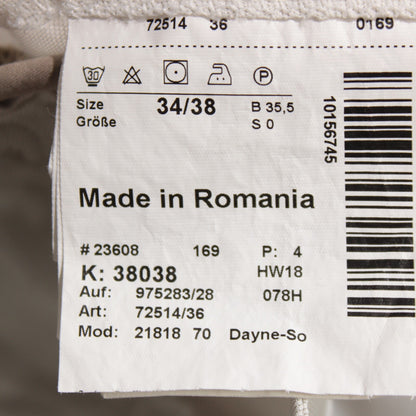 72514 36 0169
30 P
Size 34/38 B 35,5
Größe S 0
10156745
Made in Romania
# 23608 169 P: 4
K: 38038 HW18
Auf: 975283/28 078H
Art: 72514/36
Mod: 21818 70 Dayne-So